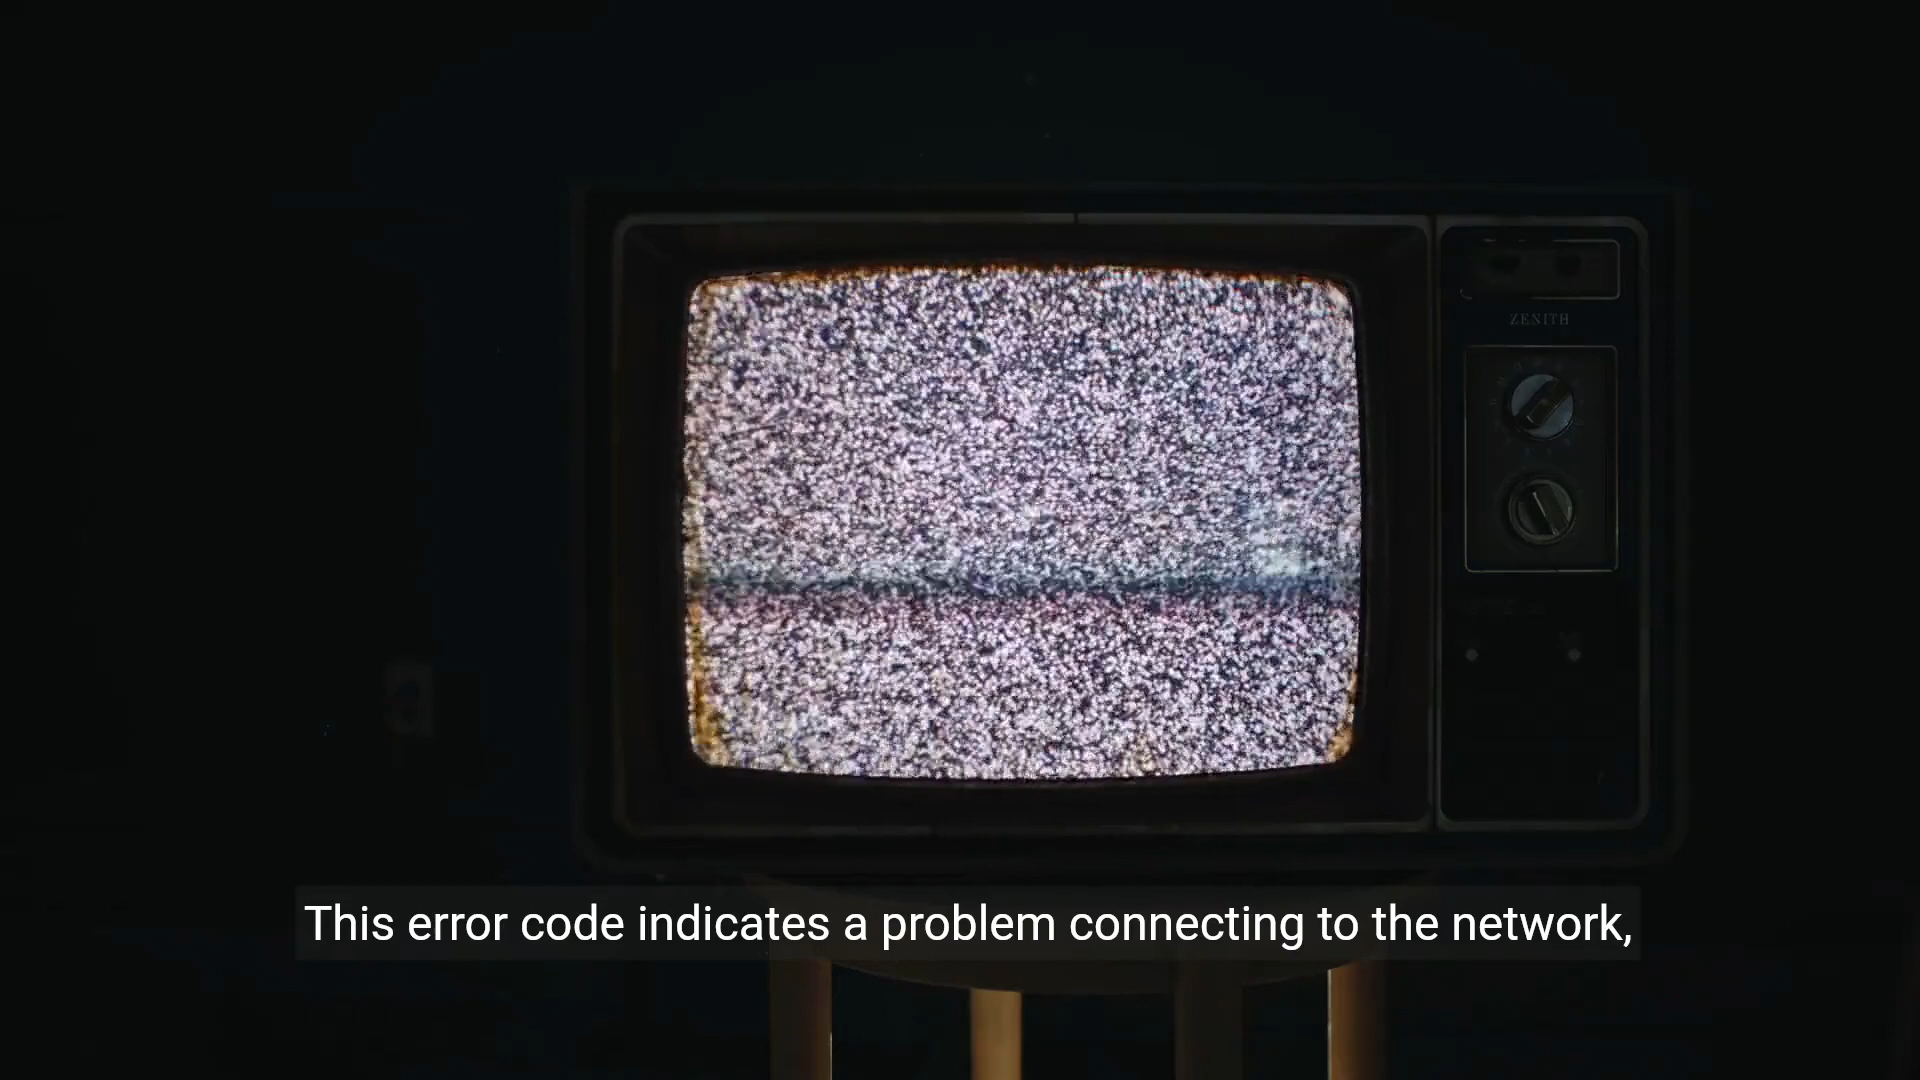 ZENITH
This error code indicates a problem connecting to the network,